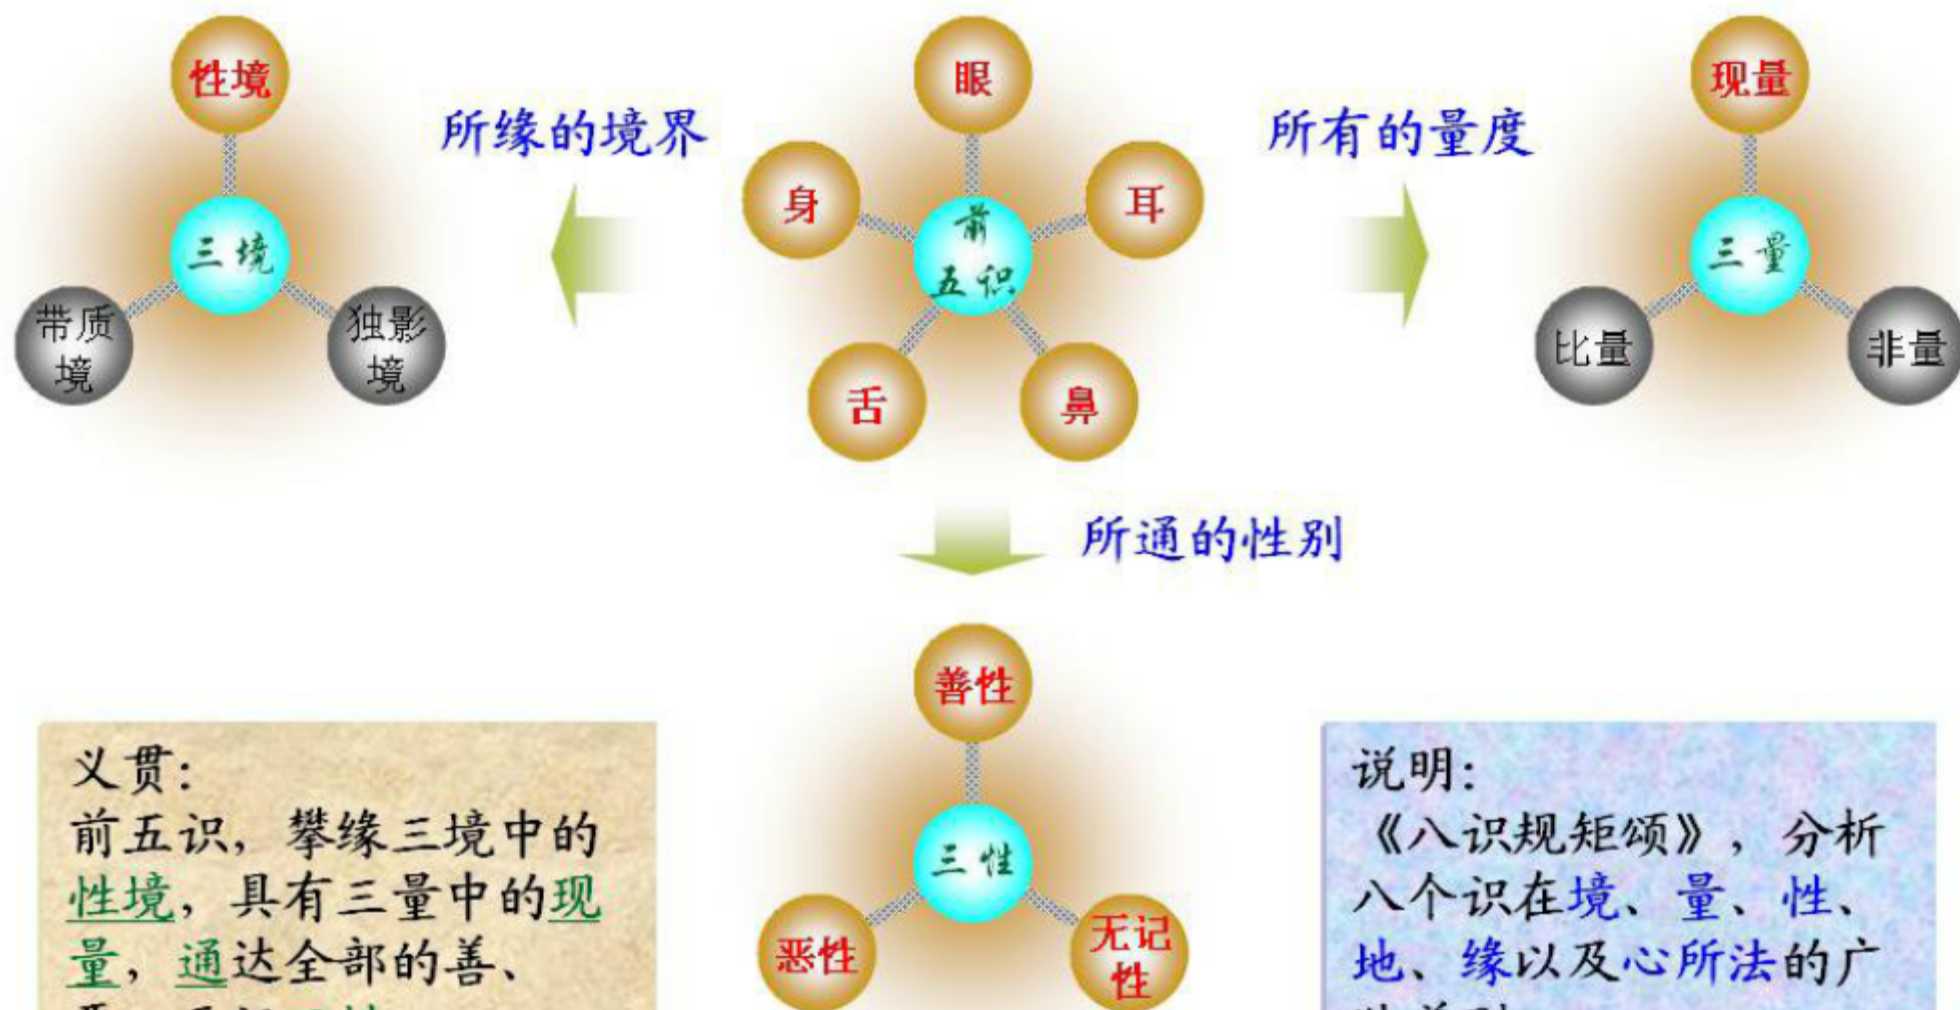 性境
三境
带质
境
独影
境
所缘的境界
眼
身
耳
前
五识
舌
鼻
所有的量度
现量
三量
比量
非量
所通的性别
善性
三性
恶性
无记
性
义贯：
前五识，攀缘三境中的
性境，具有三量中的现
量，通达全部的善、
说明：
《八识规矩颂》，分析
八个识在境、量、性、
地、缘以及心所法的广